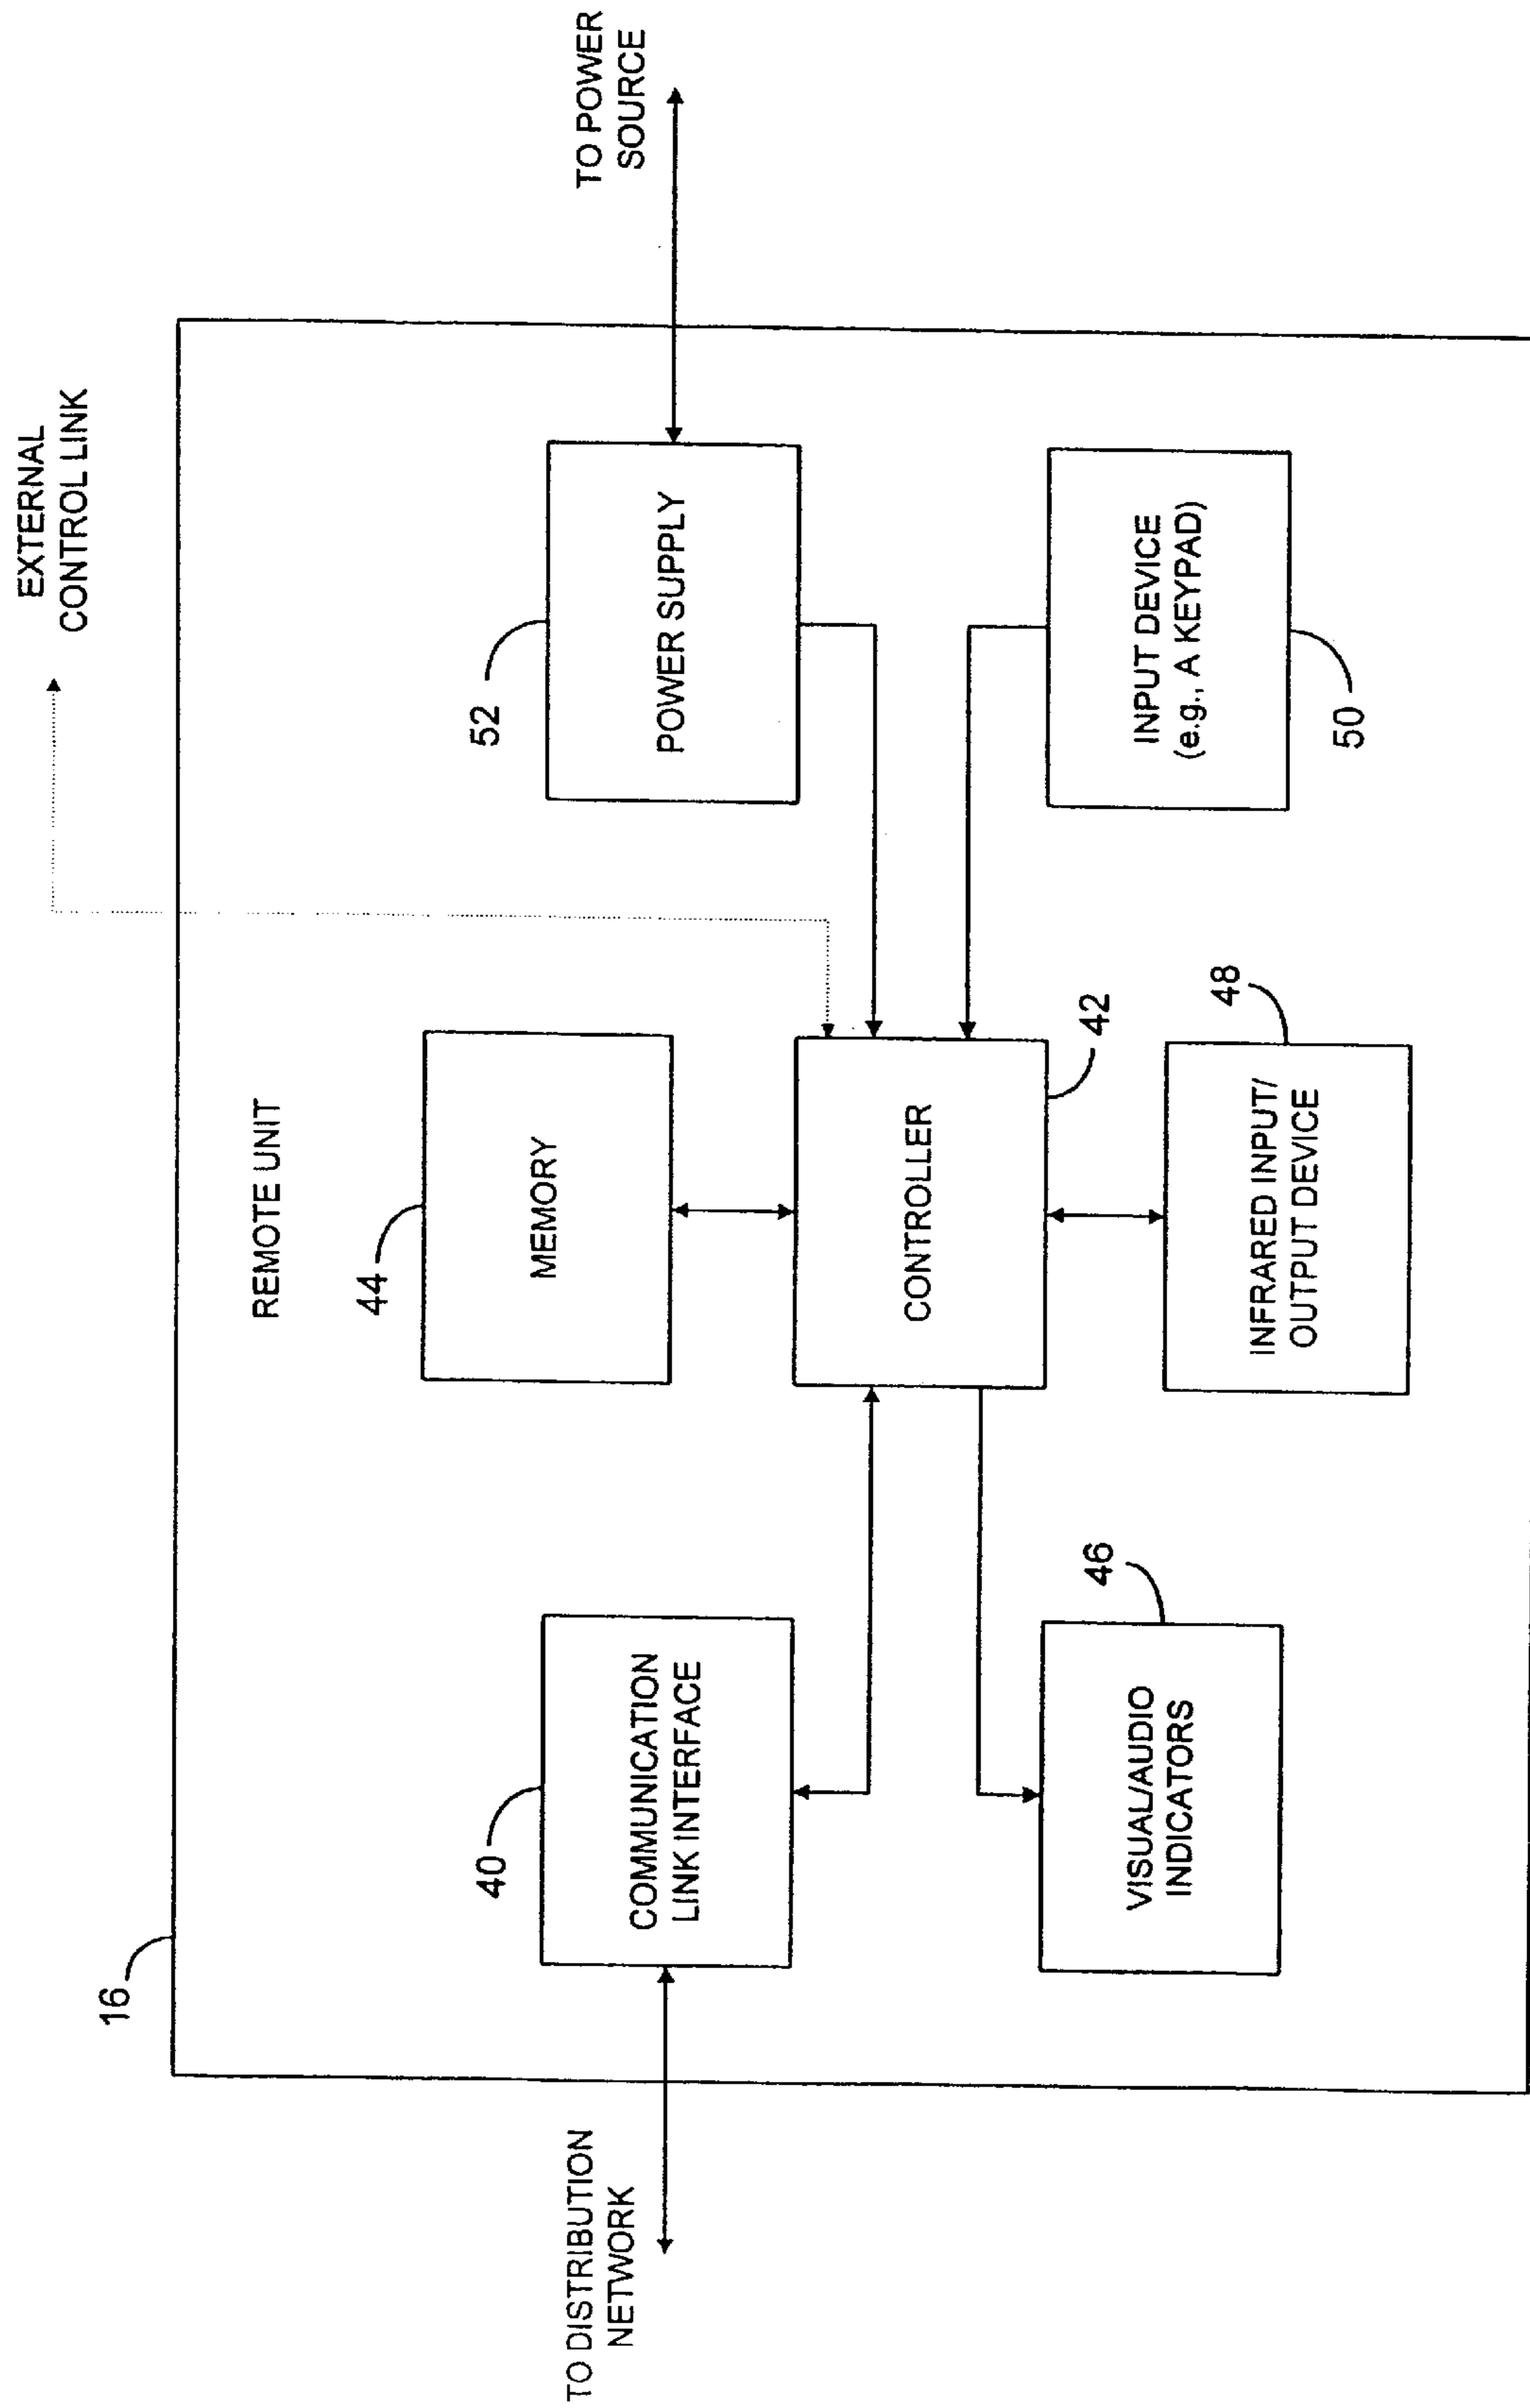 EXTERNAL
CONTROL LINK
16
REMOTE UNIT
44
MEMORY
40
COMMUNICATION
LINK INTERFACE
52
POWER SUPPLY
TO DISTRIBUTION
NETWORK
TO POWER
SOURCE
CONTROLLER
42
46
VISUAL/AUDIO
INDICATORS
48
INFRARED INPUT/
OUTPUT DEVICE
INPUT DEVICE
(e.g., A KEYPAD)
50